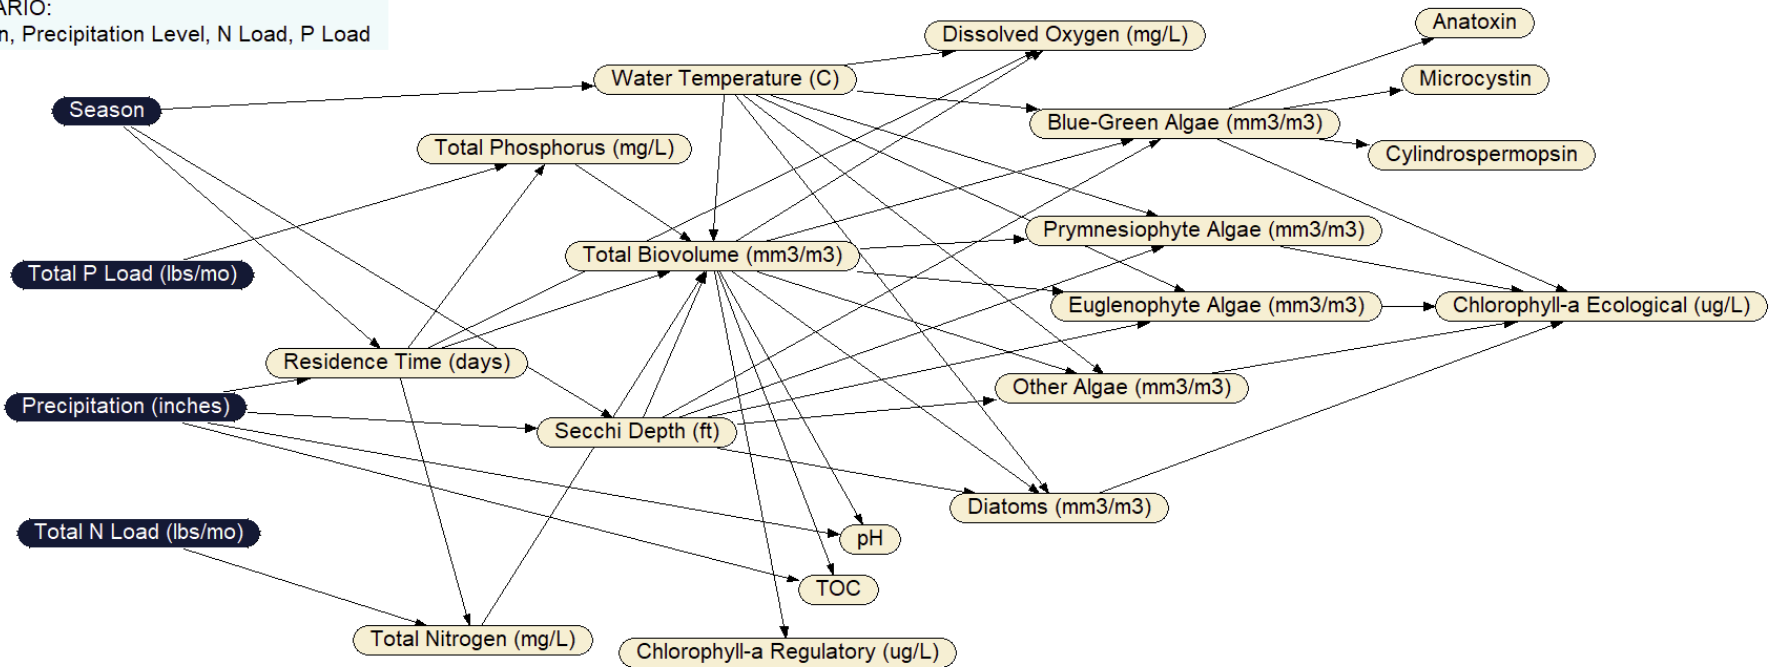 ARIO:
n, Precipitation Level, N Load, P Load
Anatoxin
Dissolved Oxygen (mg/L)
Water Temperature (C)
Microcystin
Season
Blue-Green Algae (mm3/m3)
Total Phosphorus (mg/L)
Cylindrospermopsin
Prymnesiophyte Algae (mm3/m3)
Total Biovolume (mm3/m3)
Total P Load (lbs/mo)
Euglenophyte Algae (mm3/m3)
Chlorophyll-a Ecological (ug/L)
Residence Time (days)
Other Algae (mm3/m3)
Precipitation (inches)
Secchi Depth (ft)
Diatoms (mm3/m3)
Total N Load (lbs/mo)
pH
TOC
Total Nitrogen (mg/L)
Chlorophyll-a Regulatory (ug/L)